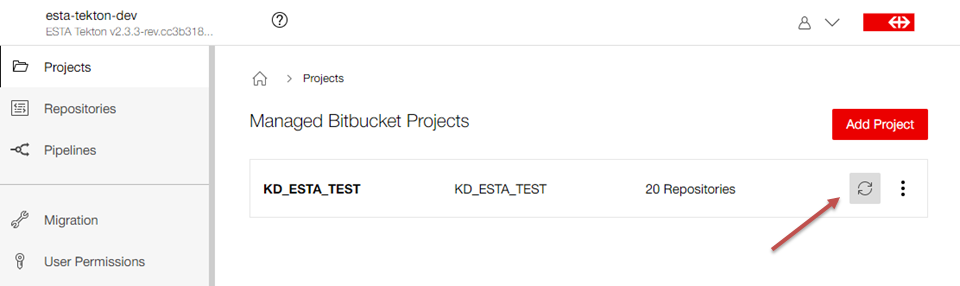 esta-tekton-dev
ESTA Tekton v2.3.3-rev.cc3b318...
Projects
Repositories
Pipelines
Migration
User Permissions
Projects
Managed Bitbucket Projects
Add Project
KD_ESTA_TEST KD_ESTA_TEST 20 Repositories